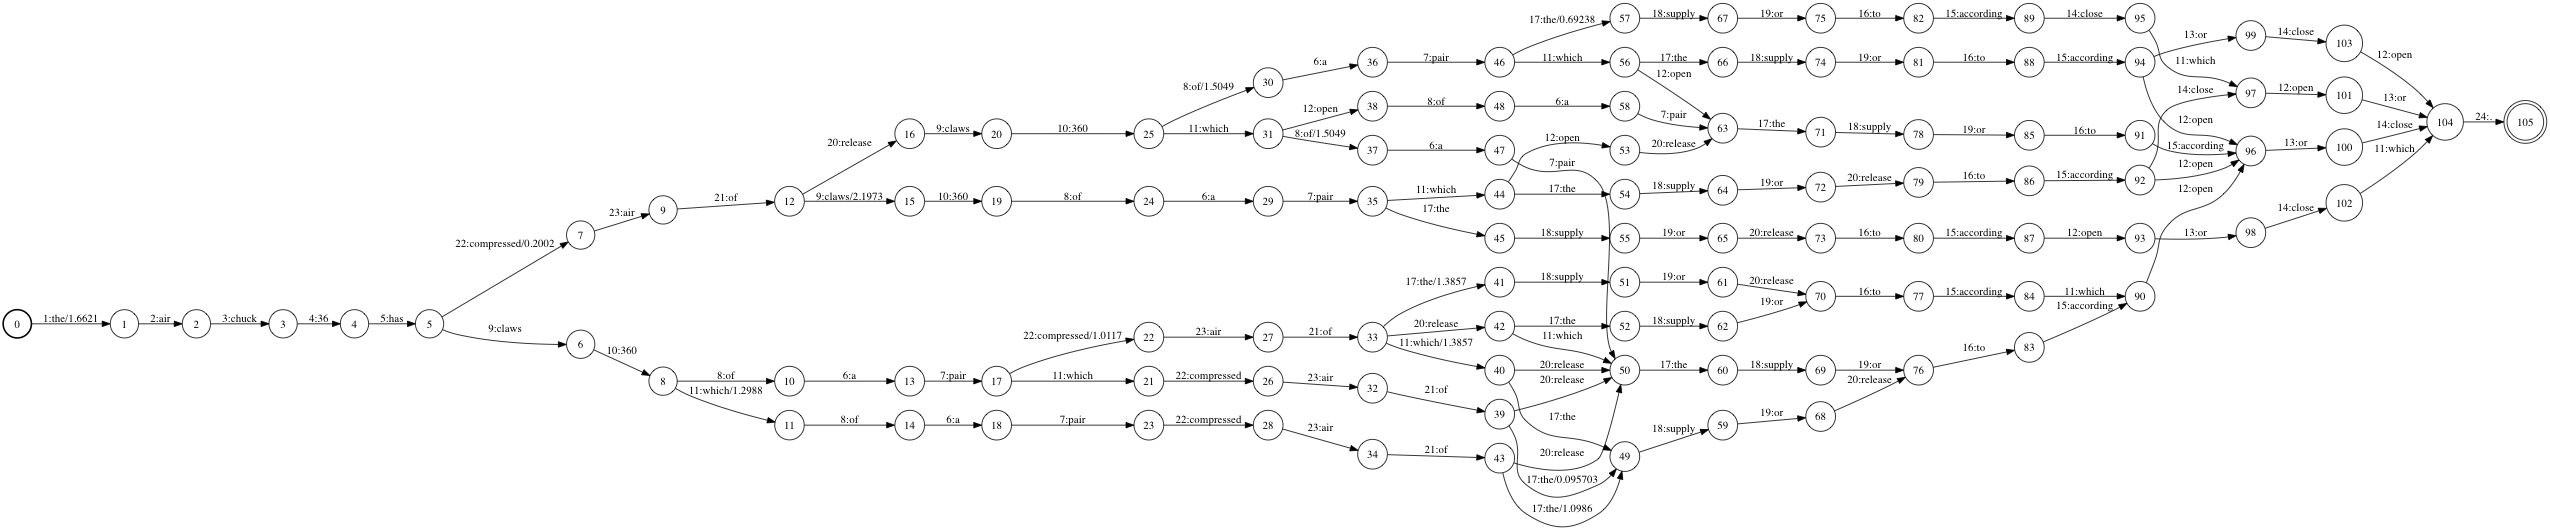 17:the/0.69238 57 18:supply 67 19:or 75 16:to 82 15:according 89 14:close 95
13:or 99 14:close 103
6:a 36 7:pair 46 11:which 56 17:the 66 18:supply 74 19:or 81 16:to 88 15:according 94 11:which 12:open
8:of/1.5049 30 12:open 14:close 97 12:open 101 13:or
12:open 38 8:of 48 6:a 58 7:pair 12:open 104 24:. 105
20:release 16 9:claws 20 10:360 25 11:which 31 8:of/1.5049 12:open 63 17:the 71 18:supply 78 19:or 85 16:to 91 14:close
37 6:a 47 7:pair 53 20:release 15:according 96 13:or 100 11:which
21:of 12 9:claws/2.1973 15 10:360 19 8:of 24 6:a 29 7:pair 35 11:which 44 17:the 54 18:supply 64 19:or 72 20:release 79 16:to 86 15:according 92 12:open
23:air 9 17:the 12:open 14:close 102
22:compressed/0.2002 7 45 18:supply 55 19:or 65 20:release 73 16:to 80 15:according 87 12:open 93 13:or 98
17:the/1.3857 41 18:supply 51 19:or 61 20:release
19:or 70 16:to 77 15:according 84 11:which 90
0 1:the/1.6621 1 2:air 2 3:chuck 3 4:36 4 5:has 5 9:claws 6
22:compressed/1.0117 22 23:air 27 21:of 33 20:release 42 17:the 52 18:supply 62 15:according
11:which/1.3857 11:which
10:360 16:to 83
40 20:release 50 17:the 60 18:supply 69 19:or 76
8 8:of 10 6:a 13 7:pair 17 11:which 21 22:compressed 26 23:air 32 21:of 20:release 20:release
11:which/1.2988 39 17:the
11 8:of 14 6:a 18 7:pair 23 22:compressed 28 23:air 18:supply 59 19:or 68
34 21:of 43 20:release 49
17:the/0.095703
17:the/1.0986